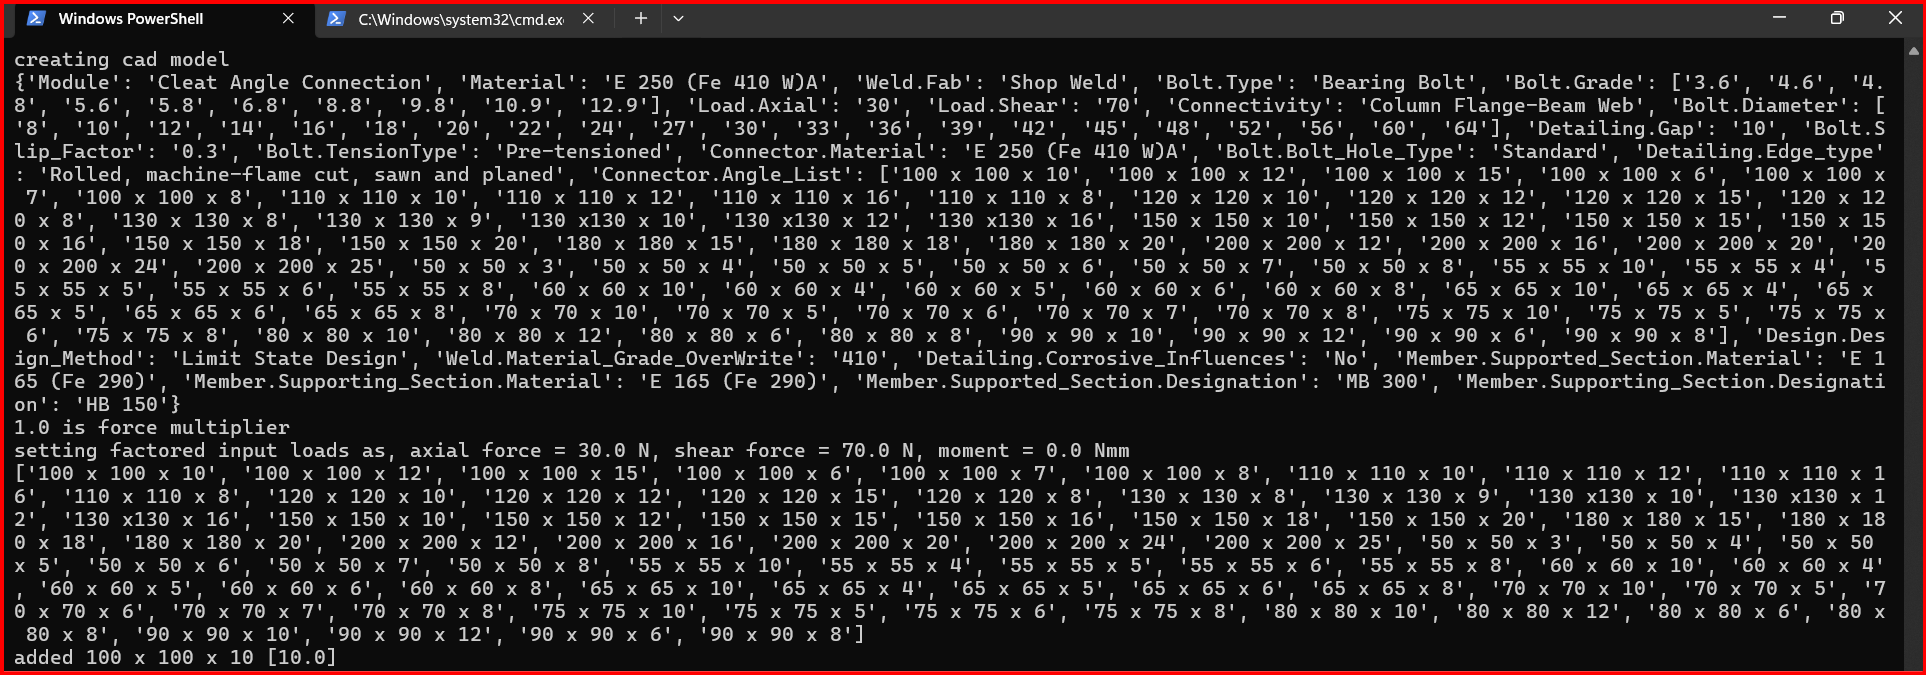 Windows PowerShell
C:\Windows\system32\cmd.exe
creating cad model
{'Module': 'Cleat Angle Connection', 'Material': 'E 250 (Fe 410 W)A', 'Weld.Fab': 'Shop Weld', 'Bolt.Type': 'Bearing Bolt', 'Bolt.Grade': ['3.6', '4.6', '4.
8', '5.6', '5.8', '6.8', '8.8', '9.8', '10.9', '12.9'], 'Load.Axial': '30', 'Load.Shear': '70', 'Connectivity': 'Column Flange-Beam Web', 'Bolt.Diameter': [
'8', '10', '12', '14', '16', '18', '20', '22', '24', '27', '30', '33', '36', '39', '42', '45', '48', '52', '56', '60', '64'], 'Detailing.Gap': '10', 'Bolt.S
lip_Factor': '0.3', 'Bolt.TensionType': 'Pre-tensioned', 'Connector.Material': 'E 250 (Fe 410 W)A', 'Bolt.Bolt_Hole_Type': 'Standard', 'Detailing.Edge_type'
: 'Rolled, machine-flame cut, sawn and planed', 'Connector.Angle_List': ['100 x 100 x 10', '100 x 100 x 12', '100 x 100 x 15', '100 x 100 x 6', '100 x 100 x
 7', '100 x 100 x 8', '110 x 110 x 10', '110 x 110 x 12', '110 x 110 x 16', '110 x 110 x 8', '120 x 120 x 10', '120 x 120 x 12', '120 x 120 x 15', '120 x 12
0 x 8', '130 x 130 x 8', '130 x 130 x 9', '130 x130 x 10', '130 x130 x 12', '130 x130 x 16', '150 x 150 x 10', '150 x 150 x 12', '150 x 150 x 15', '150 x 15
0 x 16', '150 x 150 x 18', '150 x 150 x 20', '180 x 180 x 15', '180 x 180 x 18', '180 x 180 x 20', '200 x 200 x 12', '200 x 200 x 16', '200 x 200 x 20', '20
0 x 200 x 24', '200 x 200 x 25', '50 x 50 x 3', '50 x 50 x 4', '50 x 50 x 5', '50 x 50 x 6', '50 x 50 x 7', '50 x 50 x 8', '55 x 55 x 10', '55 x 55 x 4', '5
5 x 55 x 5', '55 x 55 x 6', '55 x 55 x 8', '60 x 60 x 10', '60 x 60 x 4', '60 x 60 x 5', '60 x 60 x 6', '60 x 60 x 8', '65 x 65 x 10', '65 x 65 x 4', '65 x
65 x 5', '65 x 65 x 6', '65 x 65 x 8', '70 x 70 x 10', '70 x 70 x 5', '70 x 70 x 6', '70 x 70 x 7', '70 x 70 x 8', '75 x 75 x 10', '75 x 75 x 5', '75 x 75 x
 6', '75 x 75 x 8', '80 x 80 x 10', '80 x 80 x 12', '80 x 80 x 6', '80 x 80 x 8', '90 x 90 x 10', '90 x 90 x 12', '90 x 90 x 6', '90 x 90 x 8'], 'Design.Des
ign_Method': 'Limit State Design', 'Weld.Material_Grade_OverWrite': '410', 'Detailing.Corrosive_Influences': 'No', 'Member.Supported_Section.Material': 'E 1
65 (Fe 290)', 'Member.Supporting_Section.Material': 'E 165 (Fe 290)', 'Member.Supported_Section.Designation': 'MB 300', 'Member.Supporting_Section.Designati
on': 'HB 150'}
1.0 is force multiplier
setting factored input loads as, axial force = 30.0 N, shear force = 70.0 N, moment = 0.0 Nmm
['100 x 100 x 10', '100 x 100 x 12', '100 x 100 x 15', '100 x 100 x 6', '100 x 100 x 7', '100 x 100 x 8', '110 x 110 x 10', '110 x 110 x 12', '110 x 110 x 1
6', '110 x 110 x 8', '120 x 120 x 10', '120 x 120 x 12', '120 x 120 x 15', '120 x 120 x 8', '130 x 130 x 8', '130 x 130 x 9', '130 x130 x 10', '130 x130 x 1
2', '130 x130 x 16', '150 x 150 x 10', '150 x 150 x 12', '150 x 150 x 15', '150 x 150 x 16', '150 x 150 x 18', '150 x 150 x 20', '180 x 180 x 15', '180 x 18
0 x 18', '180 x 180 x 20', '200 x 200 x 12', '200 x 200 x 16', '200 x 200 x 20', '200 x 200 x 24', '200 x 200 x 25', '50 x 50 x 3', '50 x 50 x 4', '50 x 50
x 5', '50 x 50 x 6', '50 x 50 x 7', '50 x 50 x 8', '55 x 55 x 10', '55 x 55 x 4', '55 x 55 x 5', '55 x 55 x 6', '55 x 55 x 8', '60 x 60 x 10', '60 x 60 x 4'
, '60 x 60 x 5', '60 x 60 x 6', '60 x 60 x 8', '65 x 65 x 10', '65 x 65 x 4', '65 x 65 x 5', '65 x 65 x 6', '65 x 65 x 8', '70 x 70 x 10', '70 x 70 x 5', '7
0 x 70 x 6', '70 x 70 x 7', '70 x 70 x 8', '75 x 75 x 10', '75 x 75 x 5', '75 x 75 x 6', '75 x 75 x 8', '80 x 80 x 10', '80 x 80 x 12', '80 x 80 x 6', '80 x
 80 x 8', '90 x 90 x 10', '90 x 90 x 12', '90 x 90 x 6', '90 x 90 x 8']
added 100 x 100 x 10 [10.0]